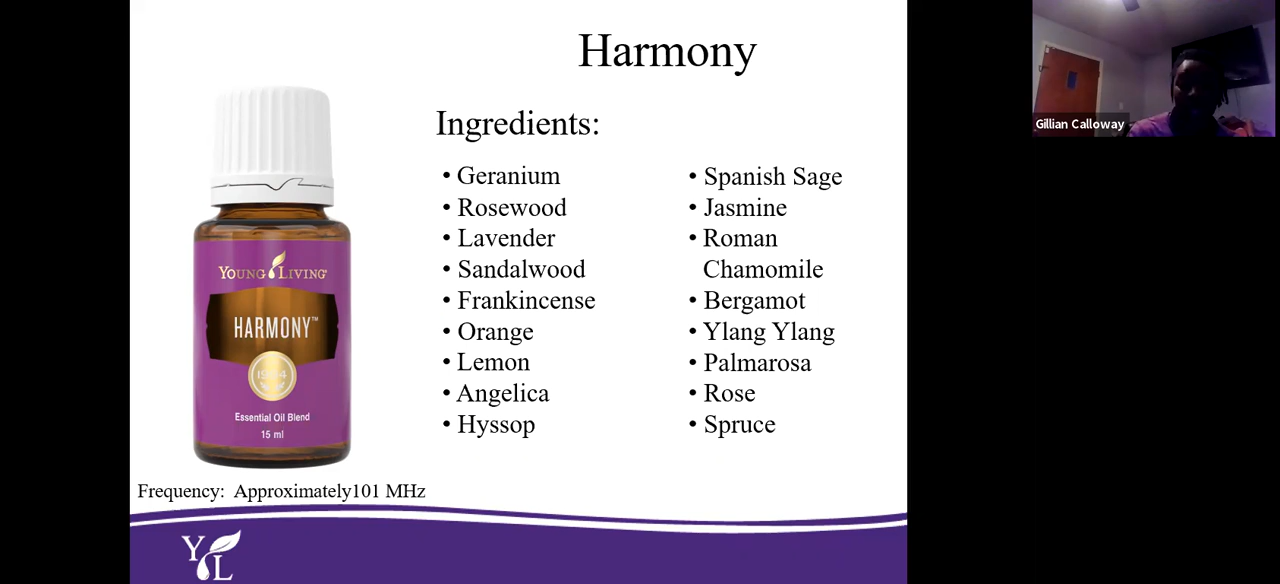 Harmony
Ingredients:
• Geranium
• Rosewood
• Lavender
• Sandalwood
• Frankincense
• Orange
• Lemon
• Angelica
• Hyssop
• Spanish Sage
• Jasmine
• Roman
Chamomile
• Bergamot
• Ylang Ylang
• Palmarosa
• Rose
• Spruce
YOUNG LIVING
HARMONY™
Essential Oil Blend
15 ml
Frequency:  Approximately101 MHz
YL
Gillian Calloway